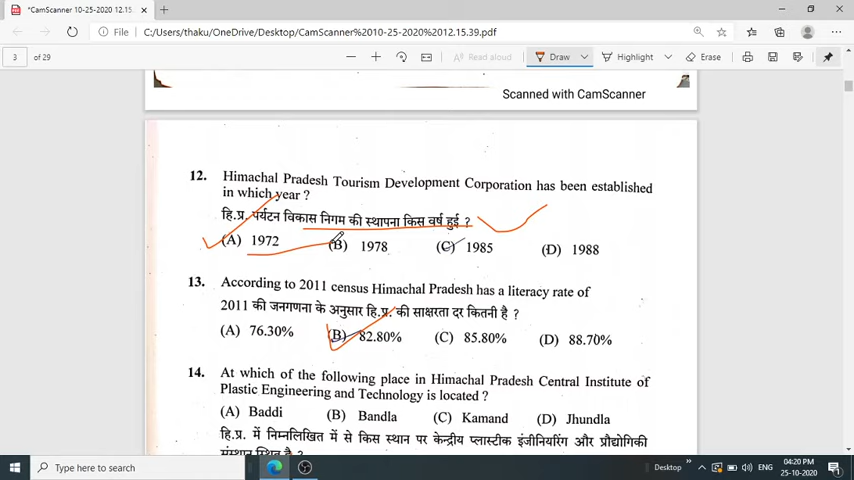 *CamScanner 10-25-2020 12.15.
C:/Users/thaku/OneDrive/Desktop/CamScanner%2010-25-2020%2012.15.39.pdf
3 of 29
Read aloud
Draw
Highlight
Erase
Scanned with CamScanner
12. Himachal Pradesh Tourism Development Corporation has been established
in which year ?
हि.प्र. पर्यटन विकास निगम की स्थापना किस वर्ष हुई ?
(A) 1972 (B) 1978 (C) 1985 (D) 1988
13. According to 2011 census Himachal Pradesh has a literacy rate of
2011 की जनगणना के अनुसार हि.प्र. की साक्षरता दर कितनी है ?
(A) 76.30% (B) 82.80% (C) 85.80% (D) 88.70%
14. At which of the following place in Himachal Pradesh Central Institute of
Plastic Engineering and Technology is located ?
(A) Baddi (B) Bandla (C) Kamand (D) Jhundla
हि.प्र. में निम्नलिखित में से किस स्थान पर केन्द्रीय प्लास्टीक इंजीनियरिंग और प्रौद्योगिकी
संस्थान स्थित है ?
Type here to search
Desktop
ENG
04:20 PM
25-10-2020